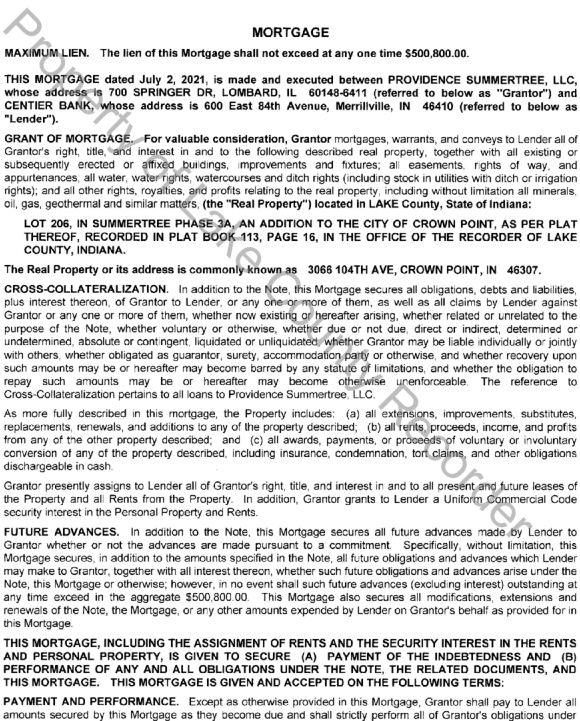 MORTGAGE
MAXIMUM LIEN. The lien of this Mortgage shall not exceed at any one time $500,800.00.
THIS MORTGAGE dated July 2, 2021, is made and executed between PROVIDENCE SUMMERTREE, LLC,
whose address is 700 SPRINGER DR, LOMBARD, IL 60148-6411 (referred to below as "Grantor") and
CENTIER BANK, whose address is 600 East 84th Avenue, Merrillville, IN 46410 (referred to below as
"Lender").
GRANT OF MORTGAGE. For valuable consideration, Grantor mortgages, warrants, and conveys to Lender all of
Grantor's right, title, and interest in and to the following described real property, together with all existing or
subsequently erected or affixed buildings, improvements and fixtures; all easements, rights of way, and
appurtenances; all water, water rights, watercourses and ditch rights (including stock in utilities with ditch or irrigation
rights); and all other rights, royalties, and profits relating to the real property, including without limitation all minerals,
oil, gas, geothermal and similar matters, (the "Real Property") located in LAKE County, State of Indiana:
LOT 206, IN SUMMERTREE PHASE 3A, AN ADDITION TO THE CITY OF CROWN POINT, AS PER PLAT
THEREOF, RECORDED IN PLAT BOOK 113, PAGE 16, IN THE OFFICE OF THE RECORDER OF LAKE
COUNTY, INDIANA.
The Real Property or its address is commonly known as 3066 104TH AVE, CROWN POINT, IN 46307.
CROSS-COLLATERALIZATION. In addition to the Note, this Mortgage secures all obligations, debts and liabilities,
plus interest thereon, of Grantor to Lender, or any one or more of them, as well as all claims by Lender against
Grantor or any one or more of them, whether now existing or hereafter arising, whether related or unrelated to the
purpose of the Note, whether voluntary or otherwise, whether due or not due, direct or indirect, determined or
undetermined, absolute or contingent, liquidated or unliquidated, whether Grantor may be liable individually or jointly
with others, whether obligated as guarantor, surety, accommodation party or otherwise, and whether recovery upon
such amounts may be or hereafter may become barred by any statute of limitations, and whether the obligation to
repay such amounts may be or hereafter may become otherwise unenforceable. The reference to
Cross-Collateralization pertains to all loans to Providence Summertree, LLC.
As more fully described in this mortgage, the Property includes: (a) all extensions, improvements, substitutes,
replacements, renewals, and additions to any of the property described; (b) all rents, proceeds, income, and profits
from any of the other property described; and (c) all awards, payments, or proceeds of voluntary or involuntary
conversion of any of the property described, including insurance, condemnation, tort claims, and other obligations
dischargeable in cash.
Grantor presently assigns to Lender all of Grantor's right, title, and interest in and to all present and future leases of
the Property and all Rents from the Property. In addition, Grantor grants to Lender a Uniform Commercial Code
security interest in the Personal Property and Rents.
FUTURE ADVANCES. In addition to the Note, this Mortgage secures all future advances made by Lender to
Grantor whether or not the advances are made pursuant to a commitment. Specifically, without limitation, this
Mortgage secures, in addition to the amounts specified in the Note, all future obligations and advances which Lender
may make to Grantor, together with all interest thereon, whether such future obligations and advances arise under the
Note, this Mortgage or otherwise; however, in no event shall such future advances (excluding interest) outstanding at
any time exceed in the aggregate $500,800.00. This Mortgage also secures all modifications, extensions and
renewals of the Note, the Mortgage, or any other amounts expended by Lender on Grantor's behalf as provided for in
this Mortgage.
THIS MORTGAGE, INCLUDING THE ASSIGNMENT OF RENTS AND THE SECURITY INTEREST IN THE RENTS
AND PERSONAL PROPERTY, IS GIVEN TO SECURE (A) PAYMENT OF THE INDEBTEDNESS AND (B)
PERFORMANCE OF ANY AND ALL OBLIGATIONS UNDER THE NOTE, THE RELATED DOCUMENTS, AND
THIS MORTGAGE. THIS MORTGAGE IS GIVEN AND ACCEPTED ON THE FOLLOWING TERMS:
PAYMENT AND PERFORMANCE. Except as otherwise provided in this Mortgage, Grantor shall pay to Lender all
amounts secured by this Mortgage as they become due and shall strictly perform all of Grantor's obligations under
Property of Lake County Recorder